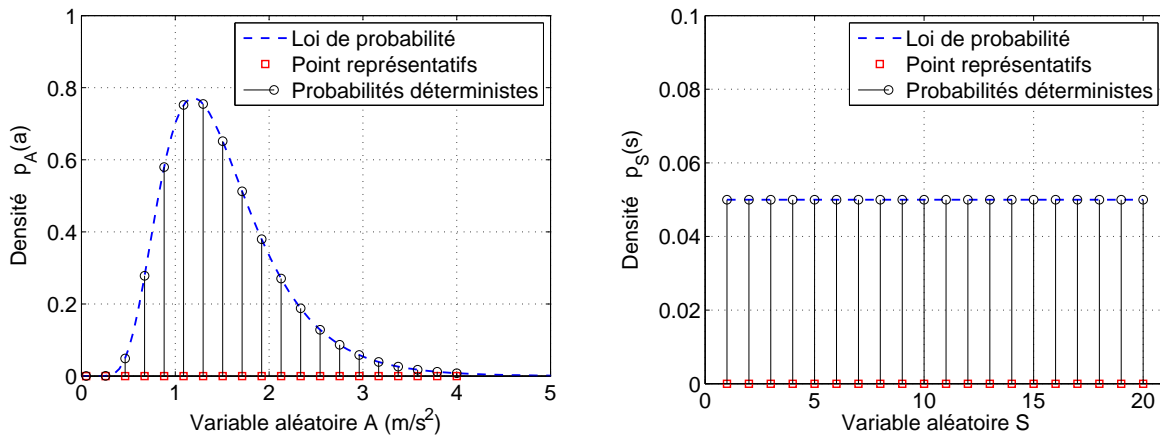 1
0.8
0.6
0.4
0.2
0
0 1 2 3 4 5
Densité p_A(a)
Variable aléatoire A (m/s²)
Loi de probabilité
Point représentatifs
Probabilités déterministes
0.1
0.08
0.06
0.04
0.02
0
0 5 10 15 20
Densité p_S(s)
Variable aléatoire S
Loi de probabilité
Point représentatifs
Probabilités déterministes